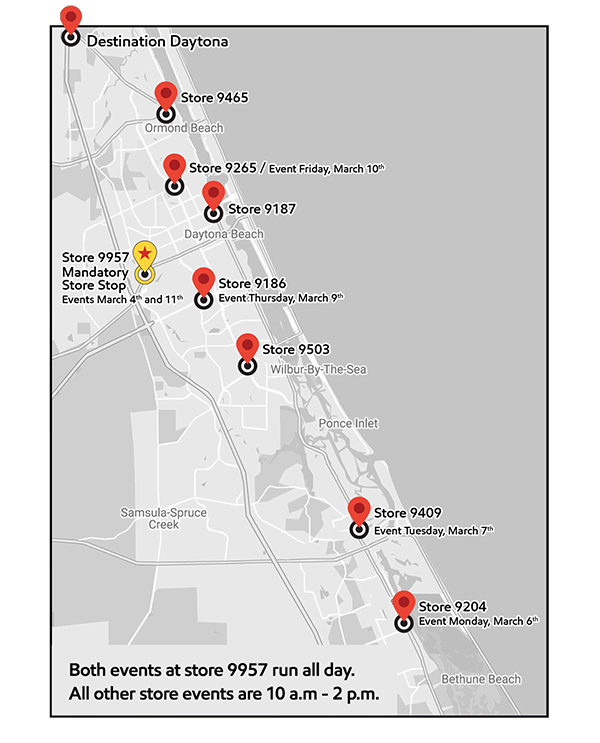 Destination Daytona
Store 9465
Ormond Beach
Store 9265 / Event Friday, March 10th
Store 9187
Daytona Beach
Store 9957
Mandatory
Store Stop
Events March 4th and 11th
Store 9186
Event Thursday, March 9th
Store 9503
Wilbur-By-The-Sea
Ponce Inlet
Samsula-Spruce
Creek
Store 9409
Event Tuesday, March 7th
Store 9204
Event Monday, March 6th
Bethune Beach
Both events at store 9957 run all day.
All other store events are 10 a.m - 2 p.m.